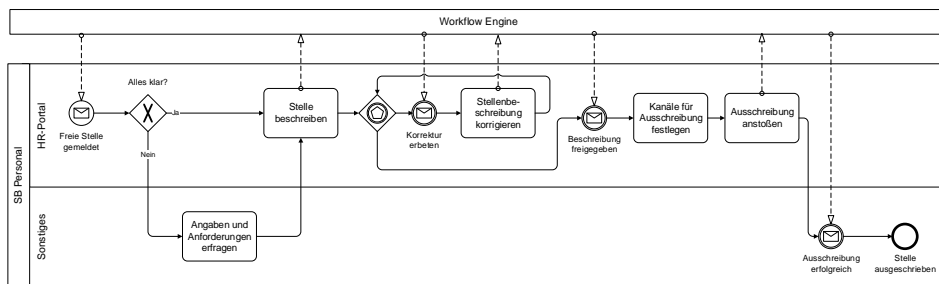 Workflow Engine
SB Personal
HR-Portal
Sonstiges
Freie Stelle
gemeldet
Alles klar?
Ja
Nein
Angaben und
Anforderungen
erfragen
Stelle
beschreiben
Korrektur
erbeten
Stellenbe-
schreibung
korrigieren
Beschreibung
freigegeben
Kanäle für
Ausschreibung
festlegen
Ausschreibung
anstoßen
Ausschreibung
erfolgreich
Stelle
ausgeschrieben